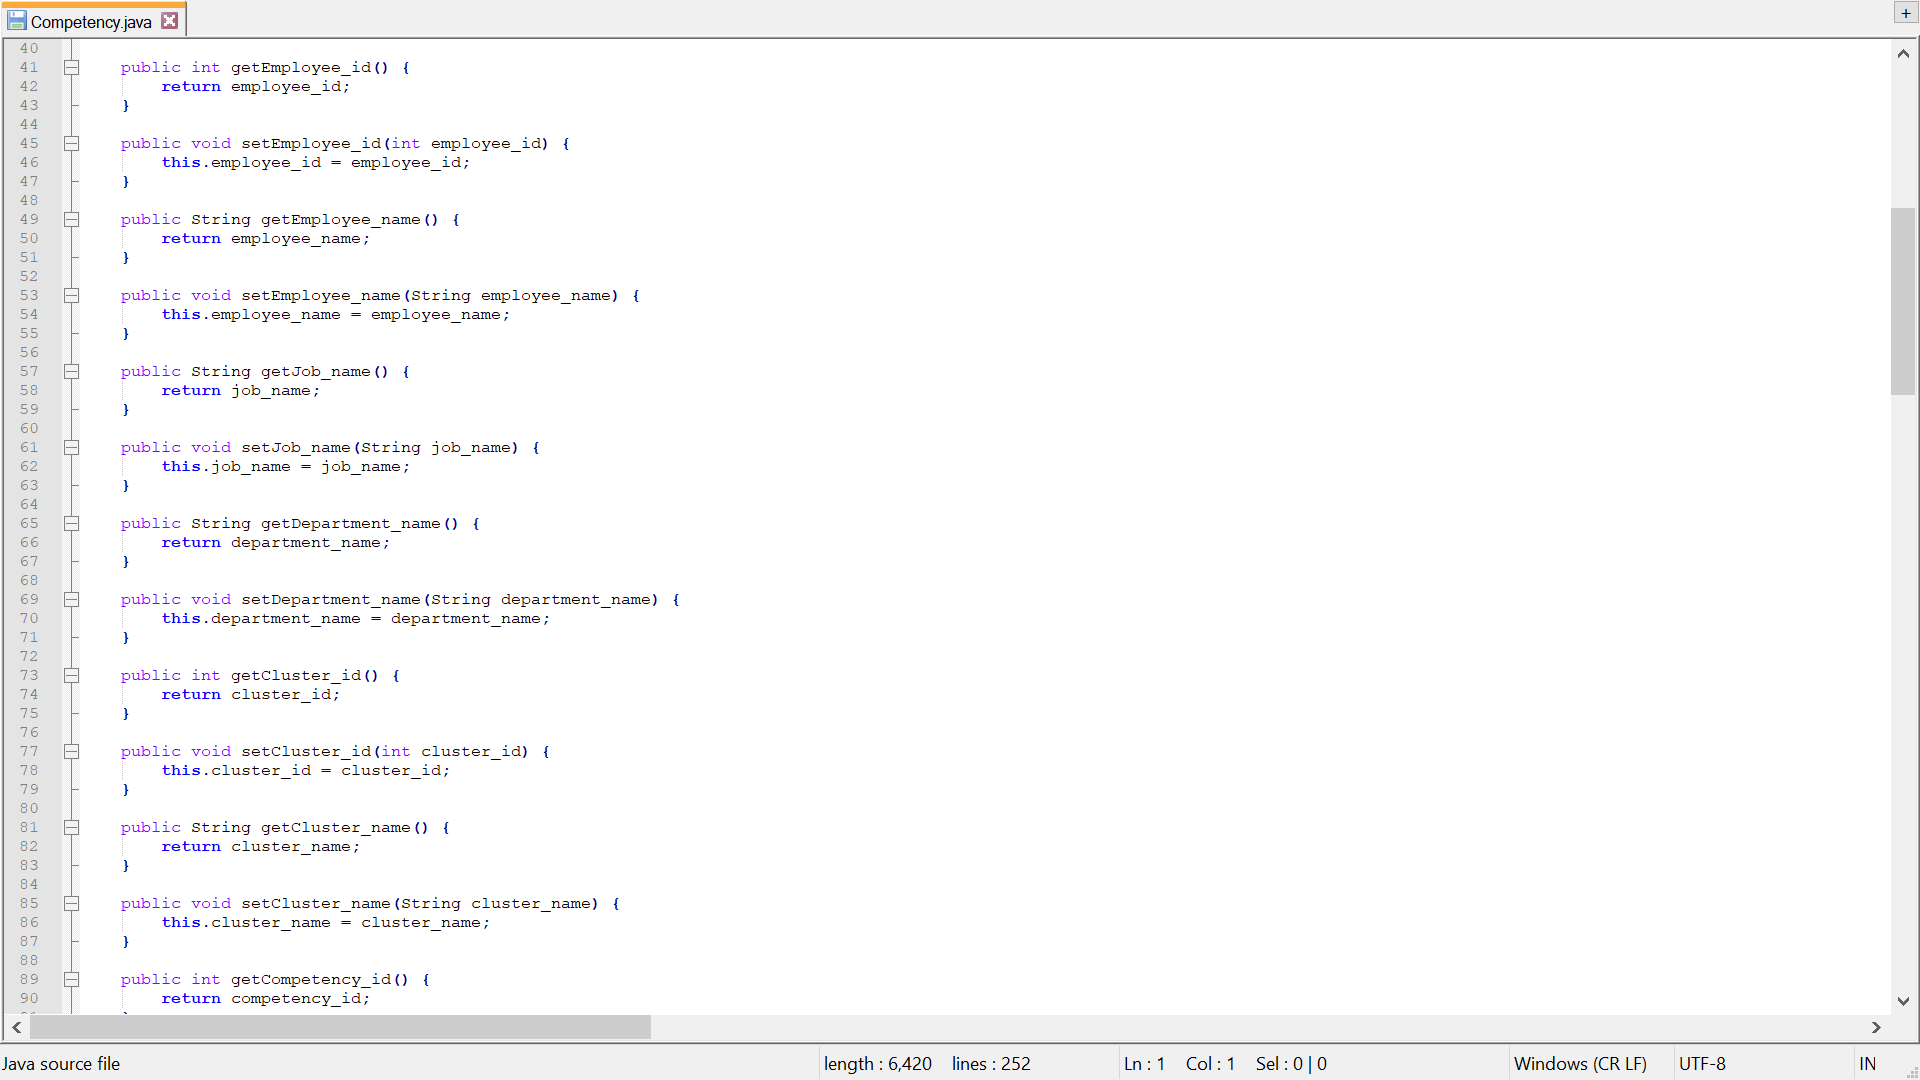 Competency.java
+
40
41 public int getEmployee_id() {
42 return employee_id;
43 }
44
45 public void setEmployee_id(int employee_id) {
46 this.employee_id = employee_id;
47 }
48
49 public String getEmployee_name() {
50 return employee_name;
51 }
52
53 public void setEmployee_name(String employee_name) {
54 this.employee_name = employee_name;
55 }
56
57 public String getJob_name() {
58 return job_name;
59 }
60
61 public void setJob_name(String job_name) {
62 this.job_name = job_name;
63 }
64
65 public String getDepartment_name() {
66 return department_name;
67 }
68
69 public void setDepartment_name(String department_name) {
70 this.department_name = department_name;
71 }
72
73 public int getCluster_id() {
74 return cluster_id;
75 }
76
77 public void setCluster_id(int cluster_id) {
78 this.cluster_id = cluster_id;
79 }
80
81 public String getCluster_name() {
82 return cluster_name;
83 }
84
85 public void setCluster_name(String cluster_name) {
86 this.cluster_name = cluster_name;
87 }
88
89 public int getCompetency_id() {
90 return competency_id;
Java source file length : 6,420 lines : 252 Ln : 1 Col : 1 Sel : 0 | 0 Windows (CR LF) UTF-8 IN